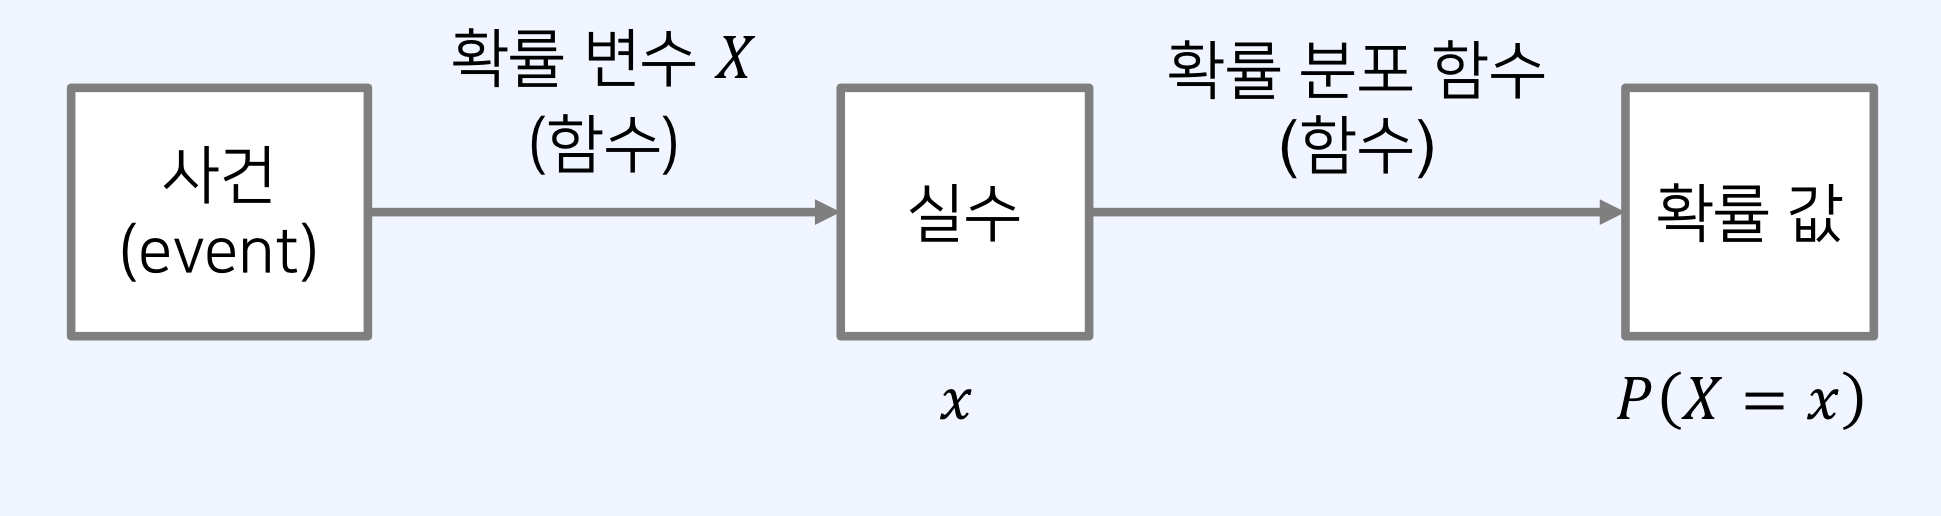 확률 변수 X
(함수)
확률 분포 함수
(함수)
사건
(event)
실수
확률 값
x
P(X = x)